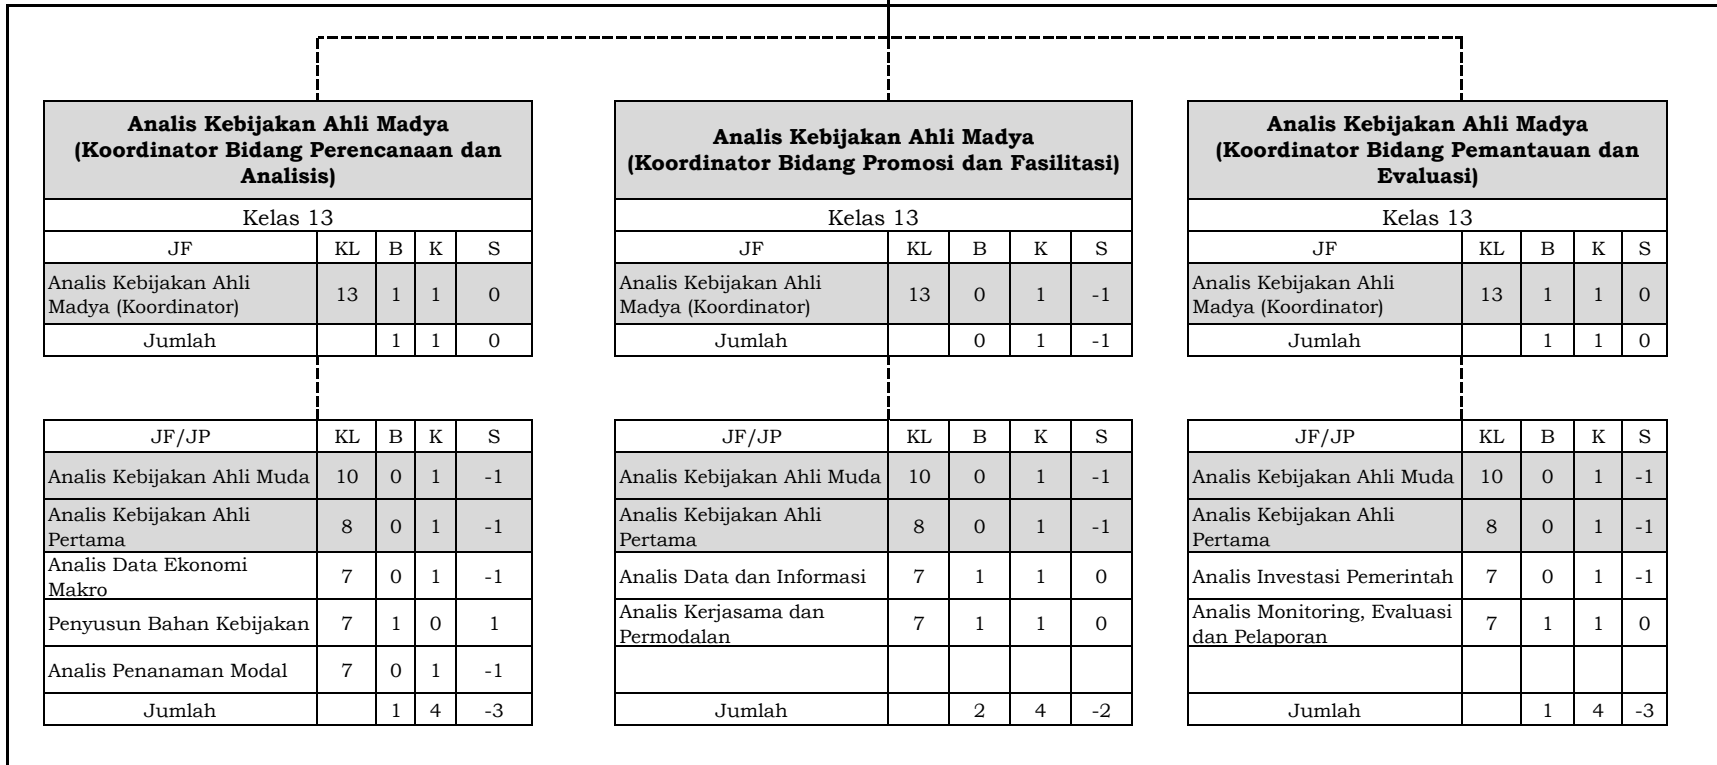 Analis Kebijakan Ahli Madya
(Koordinator Bidang Perencanaan dan
Analisis)
Kelas 13
JF KL B K S
Analis Kebijakan Ahli
Madya (Koordinator) 13 1 1 0
Jumlah 1 1 0
JF/JP KL B K S
Analis Kebijakan Ahli Muda 10 0 1 -1
Analis Kebijakan Ahli
Pertama 8 0 1 -1
Analis Data Ekonomi
Makro 7 0 1 -1
Penyusun Bahan Kebijakan 7 1 0 1
Analis Penanaman Modal 7 0 1 -1
Jumlah 1 4 -3
Analis Kebijakan Ahli Madya
(Koordinator Bidang Promosi dan Fasilitasi)
Kelas 13
JF KL B K S
Analis Kebijakan Ahli
Madya (Koordinator) 13 0 1 -1
Jumlah 0 1 -1
JF/JP KL B K S
Analis Kebijakan Ahli Muda 10 0 1 -1
Analis Kebijakan Ahli
Pertama 8 0 1 -1
Analis Data dan Informasi 7 1 1 0
Analis Kerjasama dan
Permodalan 7 1 1 0
Jumlah 2 4 -2
Analis Kebijakan Ahli Madya
(Koordinator Bidang Pemantauan dan
Evaluasi)
Kelas 13
JF KL B K S
Analis Kebijakan Ahli
Madya (Koordinator) 13 1 1 0
Jumlah 1 1 0
JF/JP KL B K S
Analis Kebijakan Ahli Muda 10 0 1 -1
Analis Kebijakan Ahli
Pertama 8 0 1 -1
Analis Investasi Pemerintah 7 0 1 -1
Analis Monitoring, Evaluasi
dan Pelaporan 7 1 1 0
Jumlah 1 4 -3